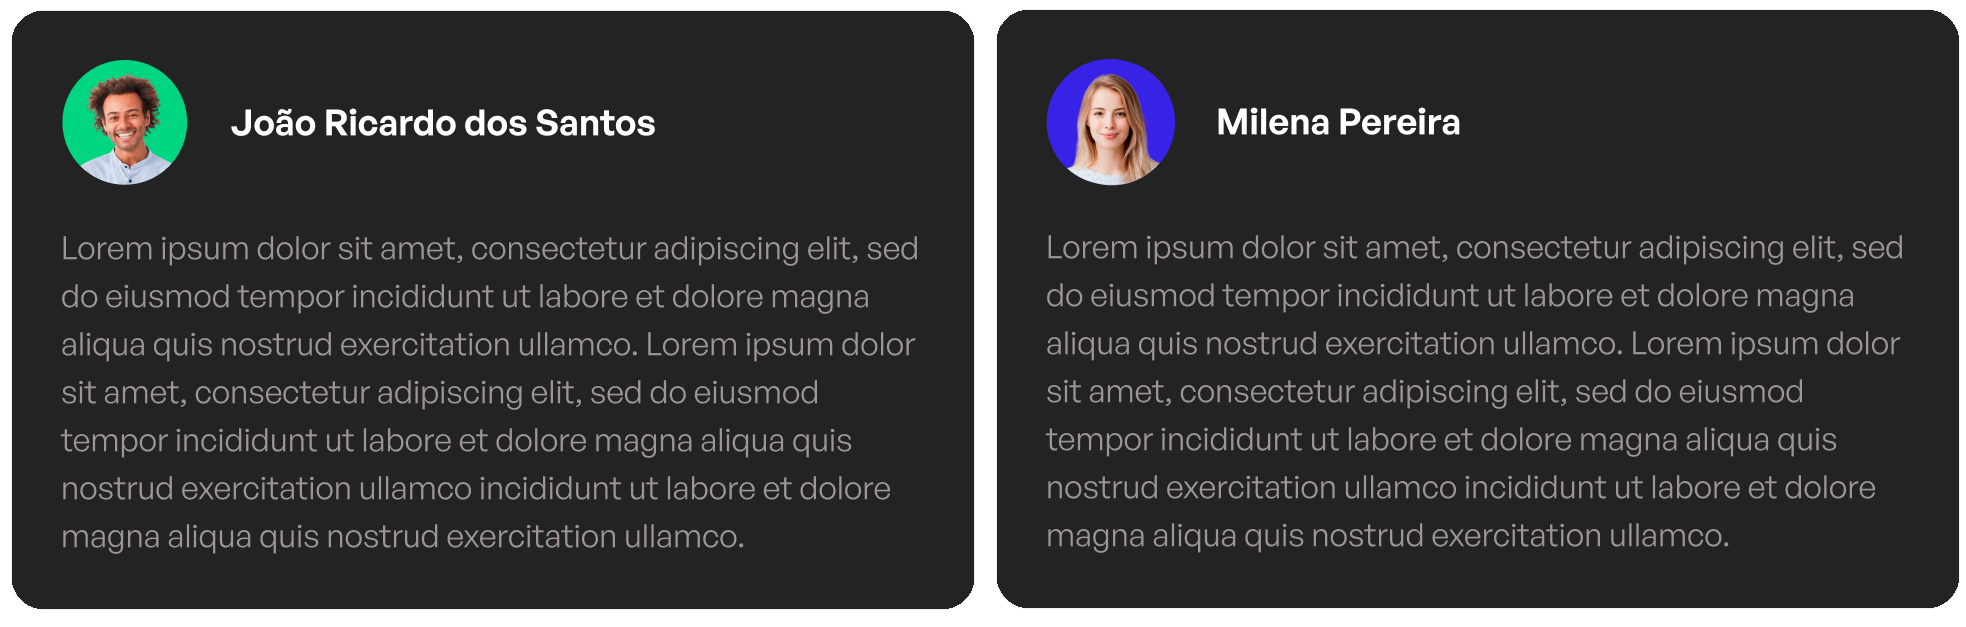 João Ricardo dos Santos
Lorem ipsum dolor sit amet, consectetur adipiscing elit, sed
do eiusmod tempor incididunt ut labore et dolore magna
aliqua quis nostrud exercitation ullamco. Lorem ipsum dolor
sit amet, consectetur adipiscing elit, sed do eiusmod
tempor incididunt ut labore et dolore magna aliqua quis
nostrud exercitation ullamco incididunt ut labore et dolore
magna aliqua quis nostrud exercitation ullamco.
Milena Pereira
Lorem ipsum dolor sit amet, consectetur adipiscing elit, sed
do eiusmod tempor incididunt ut labore et dolore magna
aliqua quis nostrud exercitation ullamco. Lorem ipsum dolor
sit amet, consectetur adipiscing elit, sed do eiusmod
tempor incididunt ut labore et dolore magna aliqua quis
nostrud exercitation ullamco incididunt ut labore et dolore
magna aliqua quis nostrud exercitation ullamco.